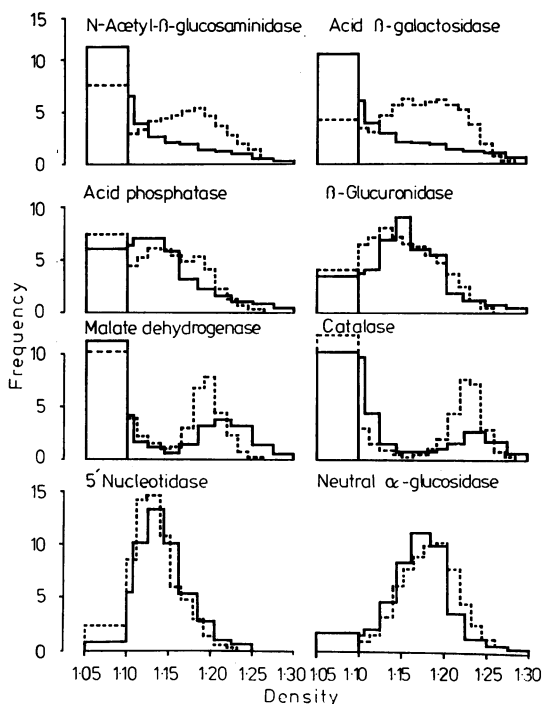 N-Acetyl-ß-glucosaminidase
Acid ß-galactosidase
15
10
5
0
Acid phosphatase
ß-Glucuronidase
10
5
0
Malate dehydrogenase
Catalase
10
5
0
5´Nucleotidase
Neutral α-glucosidase
15
10
5
0
1·05 1·10 1·15 1·20 1·25 1·30
1·05 1·10 1·15 1·20 1·25 1·30
Frequency
Density